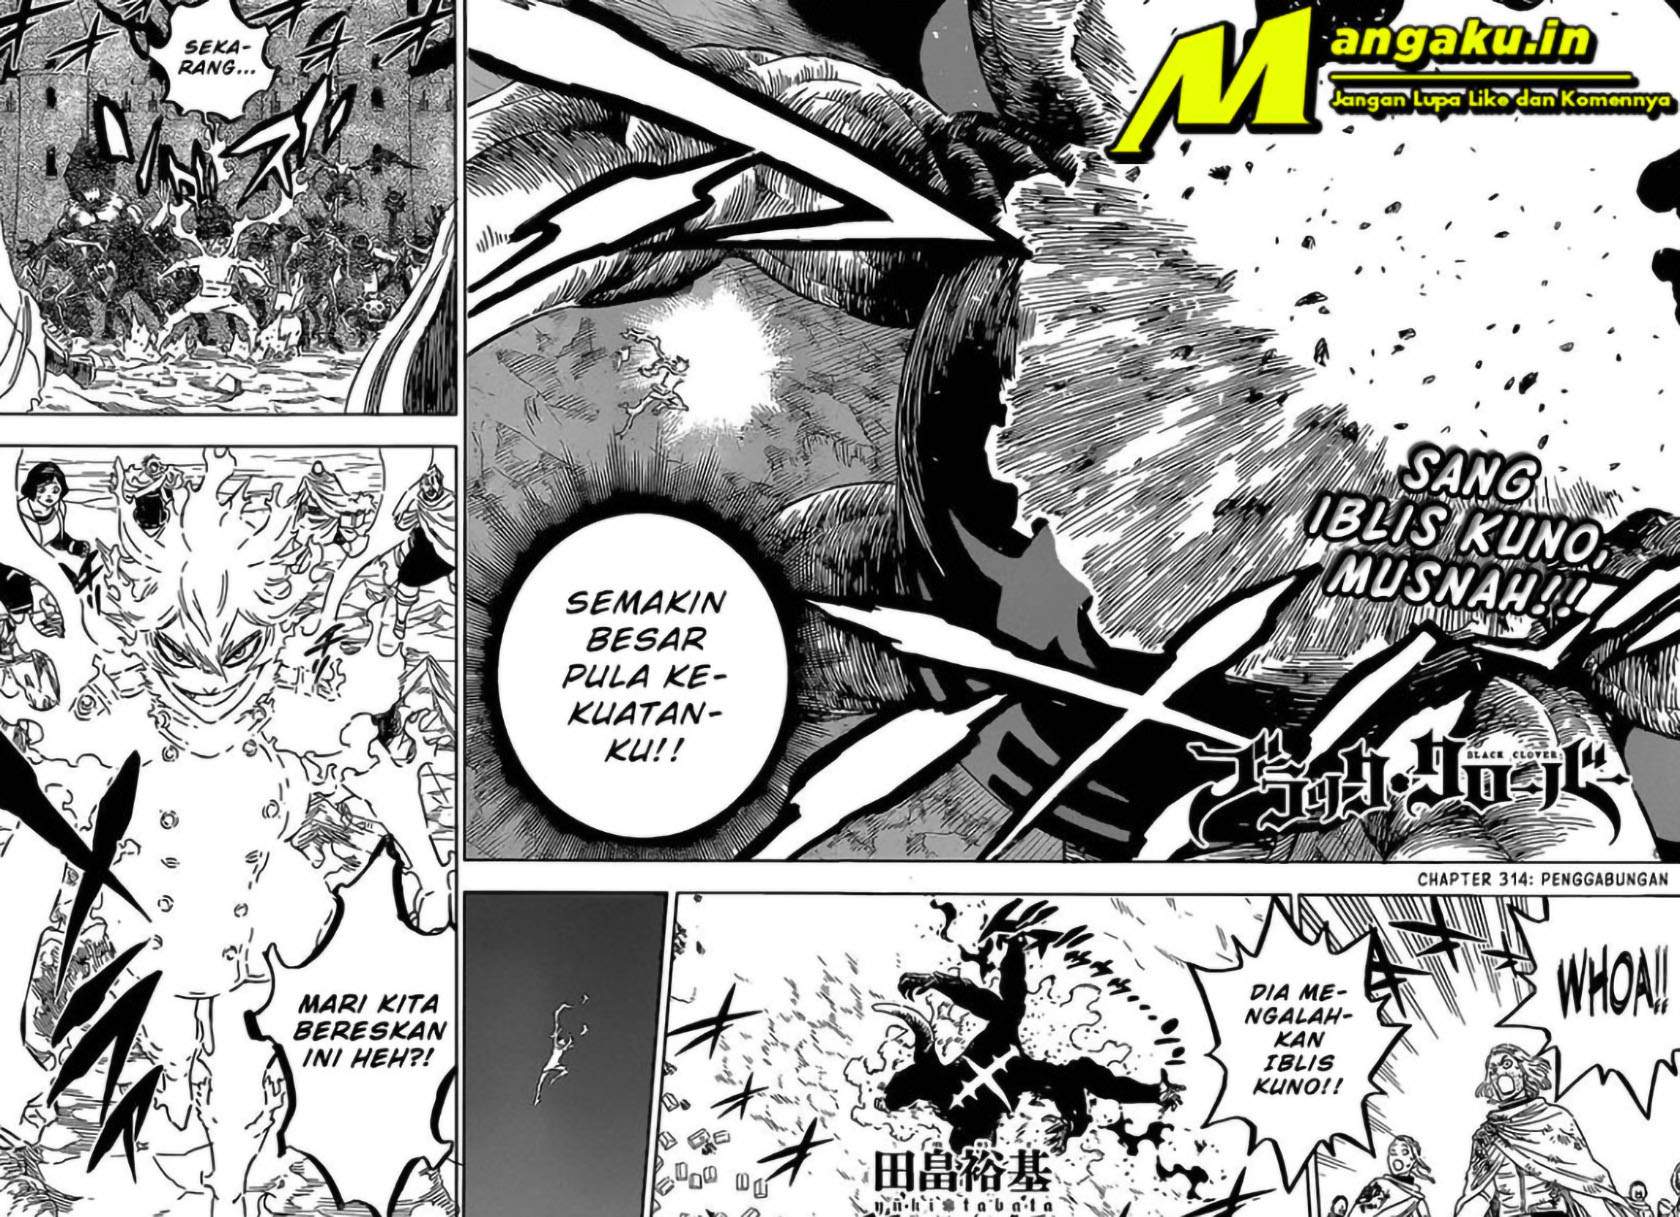 Mangaku.in
Jangan Lupa Like dan Komennya
SANG
IBLIS KUNO,
MUSNAH!!
SEMAKIN
BESAR
PULA KE-
KUATAN-
KU!!
BLACK CLOVER
ブラック・クローバー
CHAPTER 314: PENGGABUNGAN
WHOA!!
DIA ME-
NGALAH-
KAN
IBLIS
KUNO!!
田畠裕基
yūki tabata
SEKA-
RANG...
MARI KITA
BERESKAN
INI HEH?!